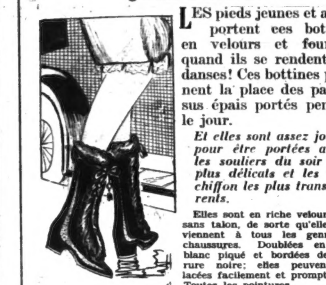 LES pieds jeunes et a
portent ces bot
en velours et four
quand ils se rendent
danses! Ces bottines
nent la place des pa
sus épais portés per
le jour.
Et elles sont assez jo
pour être portées a
les souliers du soir
plus délicats et les
chiffon les plus trans
rents.
Elles sont en riche velour
sans talon, de sorte qu'elle
viennent à tous les genr
chaussures. Doublées en
blanc piqué et bordées de
rure noire; elles peuven
lacées facilement et prompt